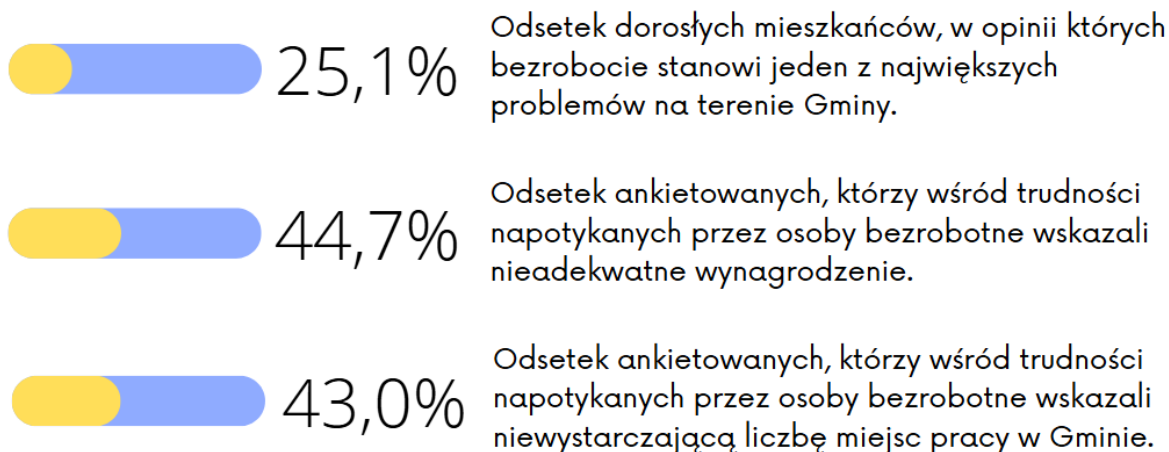 25,1%
Odsetek dorosłych mieszkańców, w opinii których
bezrobocie stanowi jeden z największych
problemów na terenie Gminy.
44,7%
Odsetek ankietowanych, którzy wśród trudności
napotykanych przez osoby bezrobotne wskazali
nieadekwatne wynagrodzenie.
43,0%
Odsetek ankietowanych, którzy wśród trudności
napotykanych przez osoby bezrobotne wskazali
niewystarczającą liczbę miejsc pracy w Gminie.